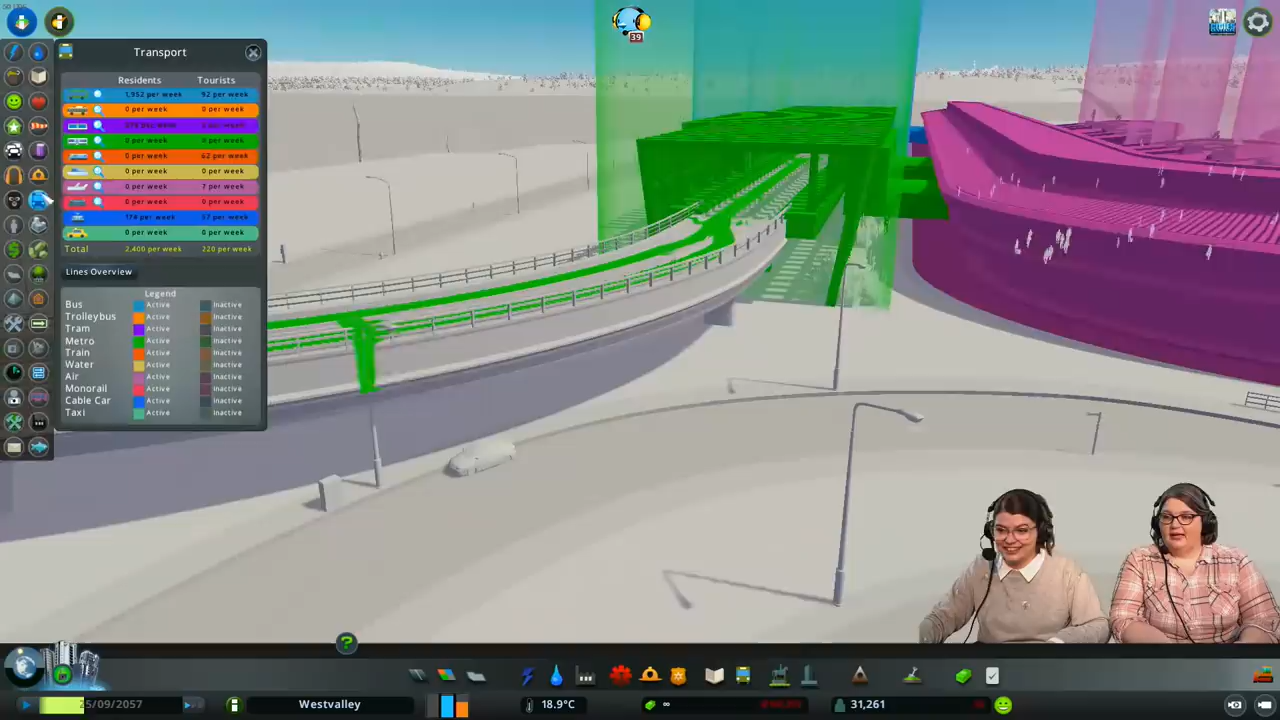 39
Transport
Residents Tourists
1,952 per week 92 per week
0 per week 0 per week
0 per week 0 per week
0 per week 62 per week
0 per week 0 per week
0 per week ? per week
0 per week 0 per week
174 per week
0 per week 0 per week
Total 2,400 per week 220 per week
Lines Overview
Legend
Bus Active Inactive
Trolleybus Active Inactive
Tram Active Inactive
Metro Active Inactive
Train Active Inactive
Water Active Inactive
Air Active Inactive
Monorail Active Inactive
Cable Car Active Inactive
Taxi Active Inactive
?
25/09/2057
Westvalley
18.9°C
∞
31,261